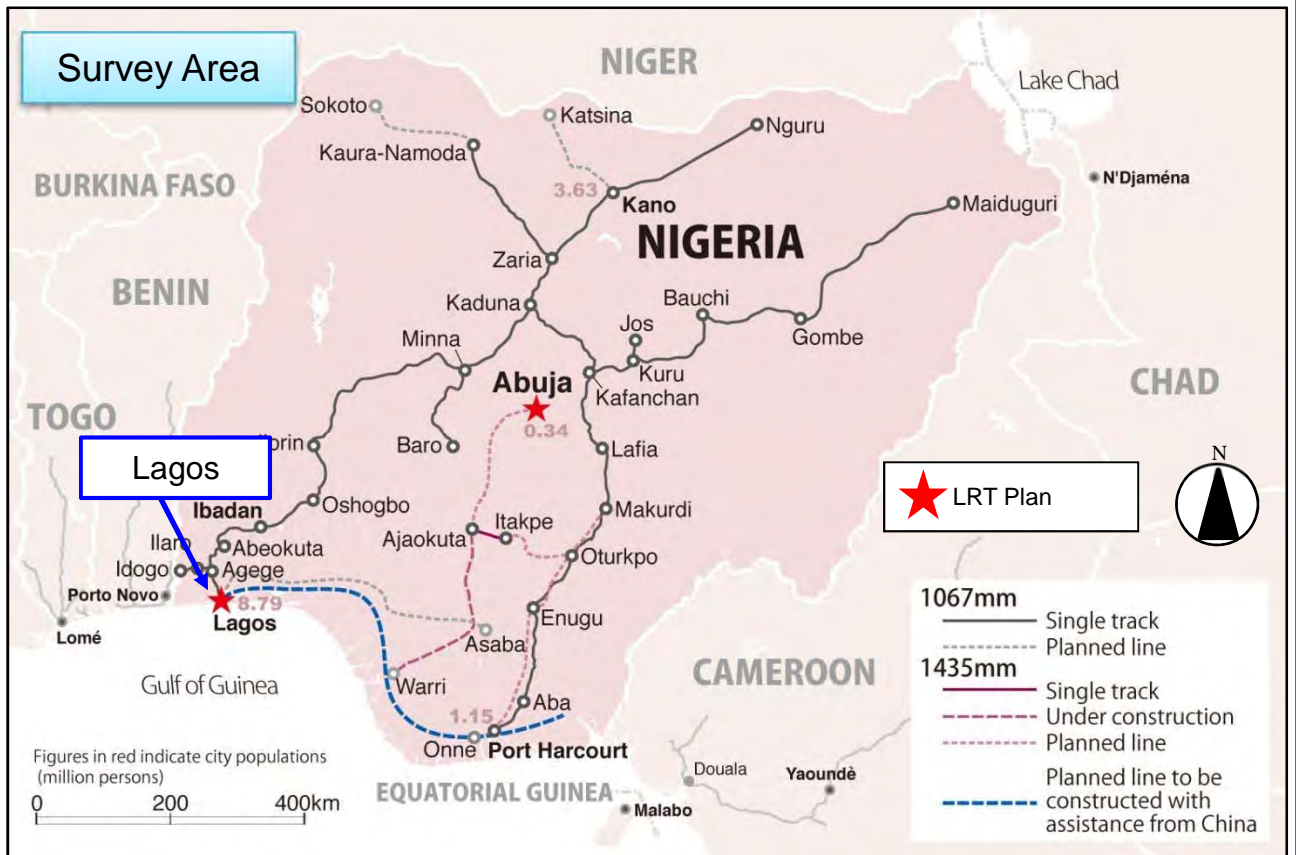 Survey Area
NIGER
Lake Chad
Sokoto
Katsina
Nguru
Kaura-Namoda
BURKINA FASO
N'Djaména
3.63
Kano
Maiduguri
NIGERIA
Zaria
BENIN
Kaduna
Bauchi
Jos
Gombe
Minna
Kuru
Abuja
Kafanchan
CHAD
TOGO
0.34
Baro
Lafia
Lagos
N
LRT Plan
Oshogbo
Ibadan
Makurdi
Itakpe
Ajaokuta
Ilaro
Abeokuta
Oturkpo
Idogo
Agege
Porto Novo
8.79
Lagos
Lomé
Enugu
Asaba
CAMEROON
Gulf of Guinea
Warri
Aba
1.15
Onne
Port Harcourt
1067mm
Single track
Planned line
1435mm
Single track
Under construction
Planned line
Planned line to be
constructed with
assistance from China
Figures in red indicate city populations
(million persons)
0 200 400km
EQUATORIAL GUINEA
Douala
Yaoundè
Malabo